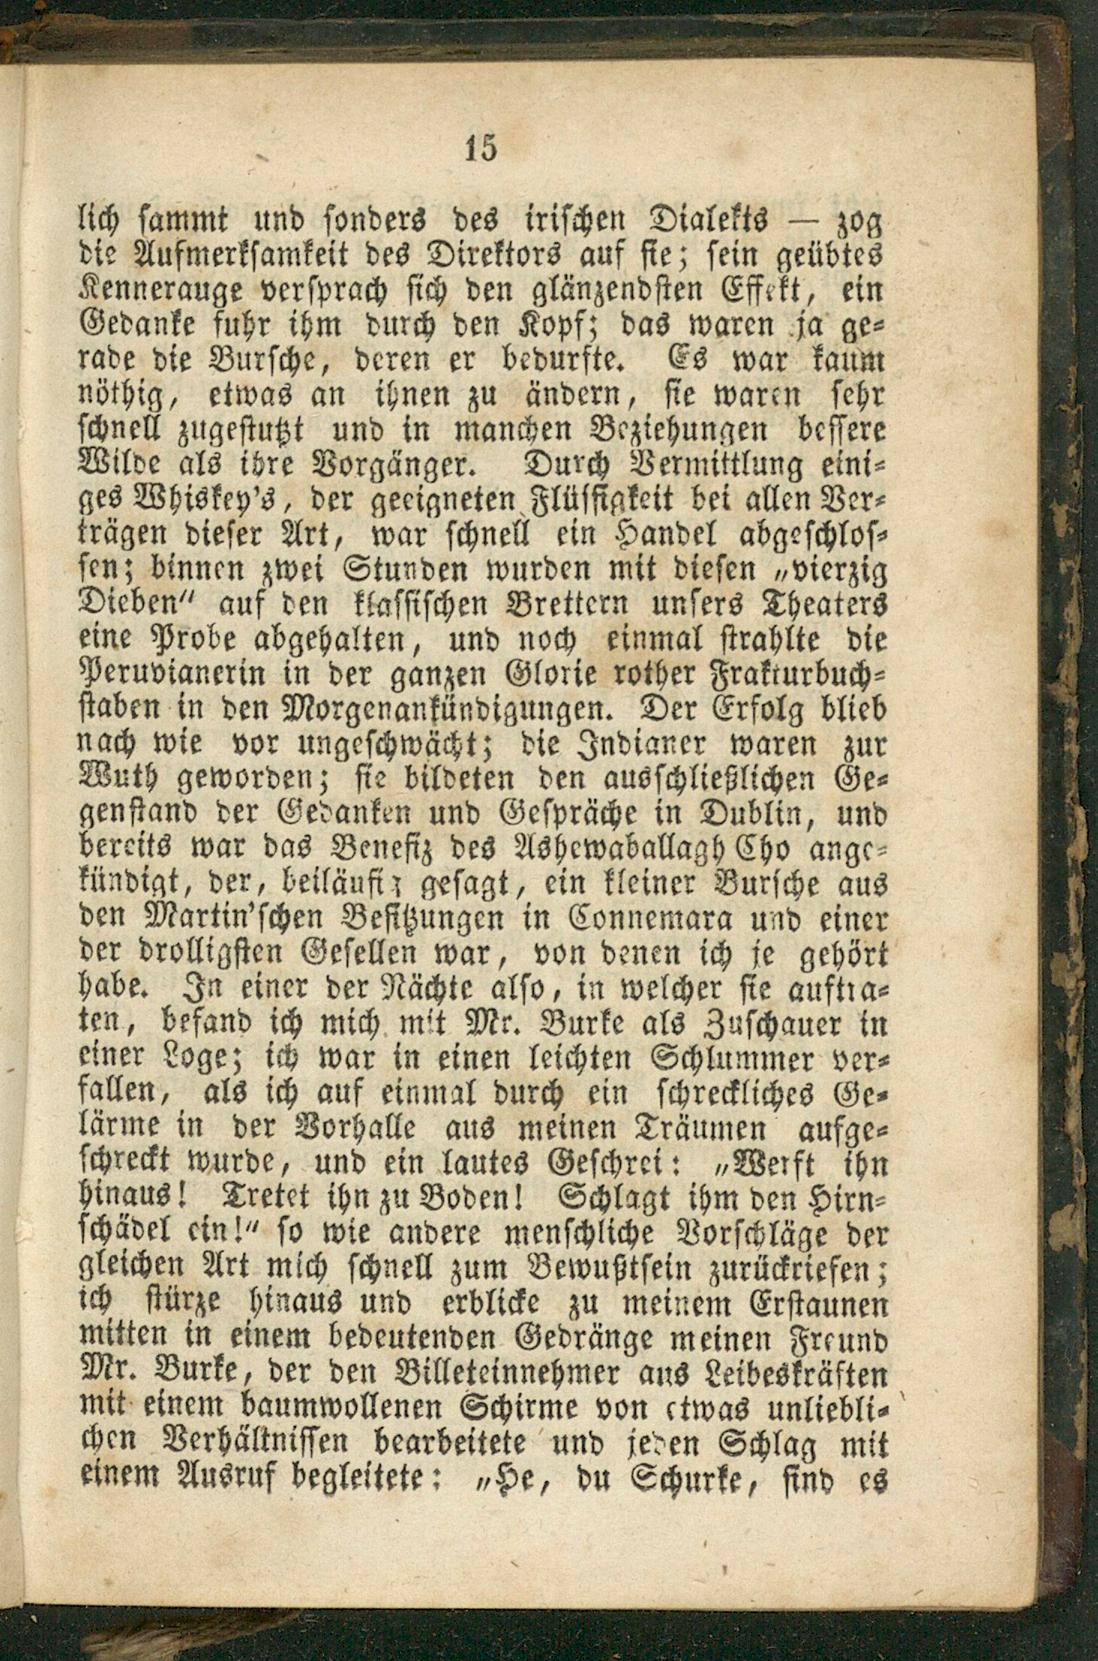 15
lich sammt und sonders des irischen Dialekts — zog
die Aufmerksamkeit des Direktors auf sie; sein geübtes
Kennerauge versprach sich den glänzendsten Effekt, ein
Gedanke fuhr ihm durch den Kopf; das waren ja ge-
rade die Bursche, deren er bedurfte. Es war kaum
nöthig, etwas an ihnen zu ändern, sie waren sehr
schnell zugestutzt und in manchen Beziehungen bessere
Wilde als ihre Vorgänger. Durch Vermittlung eini-
ges Whiskey's, der geeigneten Flüssigkeit bei allen Ver-
trägen dieser Art, war schnell ein Handel abgeschlos-
sen; binnen zwei Stunden wurden mit diesen „vierzig
Dieben“ auf den klassischen Brettern unsers Theaters
eine Probe abgehalten, und noch einmal strahlte die
Peruvianerin in der ganzen Glorie rother Frakturbuch-
staben in den Morgenankündigungen. Der Erfolg blieb
nach wie vor ungeschwächt; die Indianer waren zur
Wuth geworden; sie bildeten den ausschließlichen Ge-
genstand der Gedanken und Gespräche in Dublin, und
bereits war das Benefiz des Ashewaballagh Cho ange-
kündigt, der, beiläufig gesagt, ein kleiner Bursche aus
den Martin'schen Besitzungen in Connemara und einer
der drolligsten Gesellen war, von denen ich je gehört
habe. In einer der Nächte also, in welcher sie auftra-
ten, befand ich mich mit Mr. Burke als Zuschauer in
einer Loge; ich war in einen leichten Schlummer ver-
fallen, als ich auf einmal durch ein schreckliches Ge-
lärme in der Vorhalle aus meinen Träumen aufge-
schreckt wurde, und ein lautes Geschrei: „Werft ihn
hinaus! Tretet ihn zu Boden! Schlagt ihm den Hirn-
schädel ein!“ so wie andere menschliche Vorschläge der
gleichen Art mich schnell zum Bewußtsein zurückriefen;
ich stürze hinaus und erblicke zu meinem Erstaunen
mitten in einem bedeutenden Gedränge meinen Freund
Mr. Burke, der den Billeteinnehmer aus Leibeskräften
mit einem baumwollenen Schirme von etwas unliebli-
chen Verhältnissen bearbeitete und jeden Schlag mit
einem Ausruf begleitete: „He, du Schurke, sind es